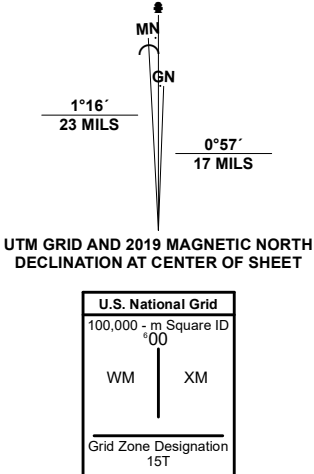 MN
GN
1°16´
23 MILS
0°57´
17 MILS
UTM GRID AND 2019 MAGNETIC NORTH
DECLINATION AT CENTER OF SHEET
U.S. National Grid
100,000 - m Square ID
⁶00
WM XM
Grid Zone Designation
15T